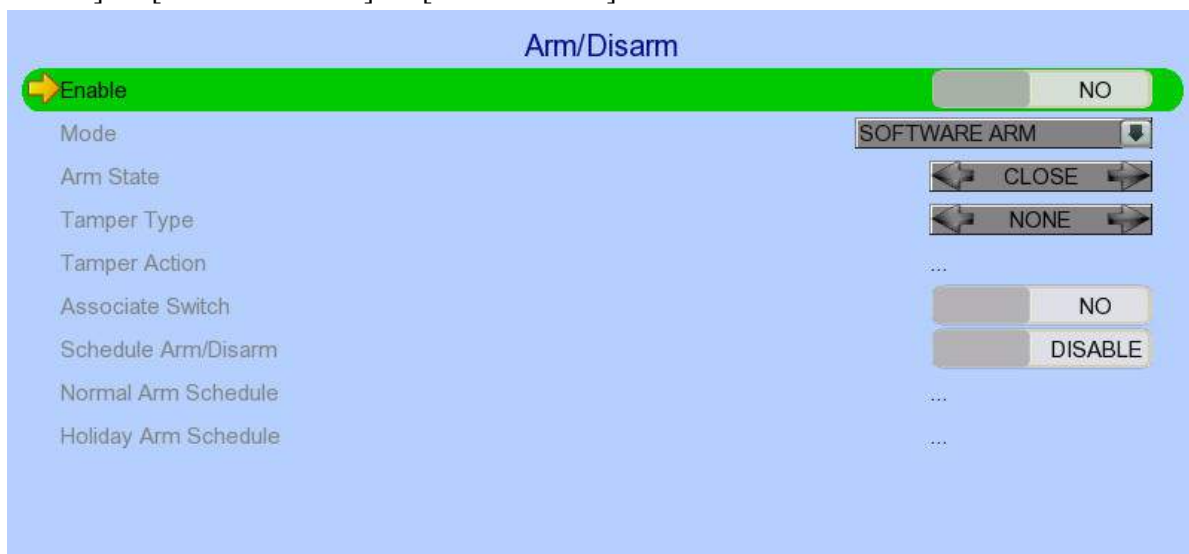 Arm/Disarm
Enable NO
Mode SOFTWARE ARM
Arm State CLOSE
Tamper Type NONE
Tamper Action ...
Associate Switch NO
Schedule Arm/Disarm DISABLE
Normal Arm Schedule ...
Holiday Arm Schedule ...